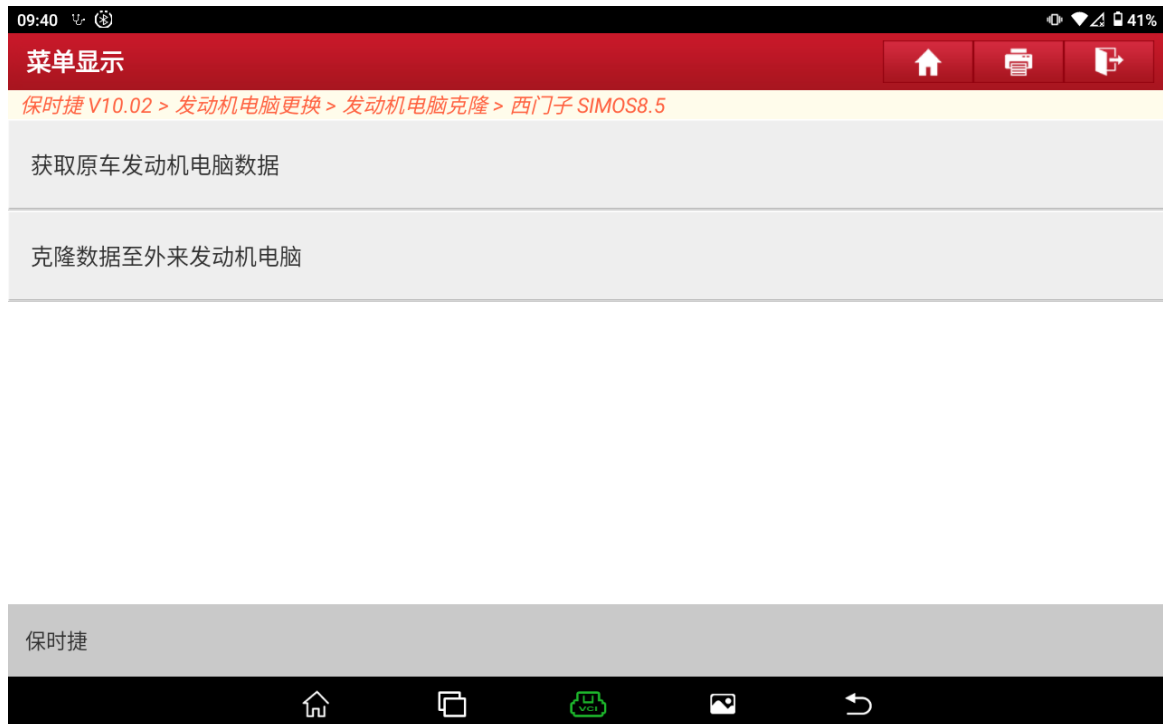 09:40 41%
菜单显示
保时捷 V10.02 > 发动机电脑更换 > 发动机电脑克隆 > 西门子 SIMOS8.5
获取原车发动机电脑数据
克隆数据至外来发动机电脑
保时捷
VCI